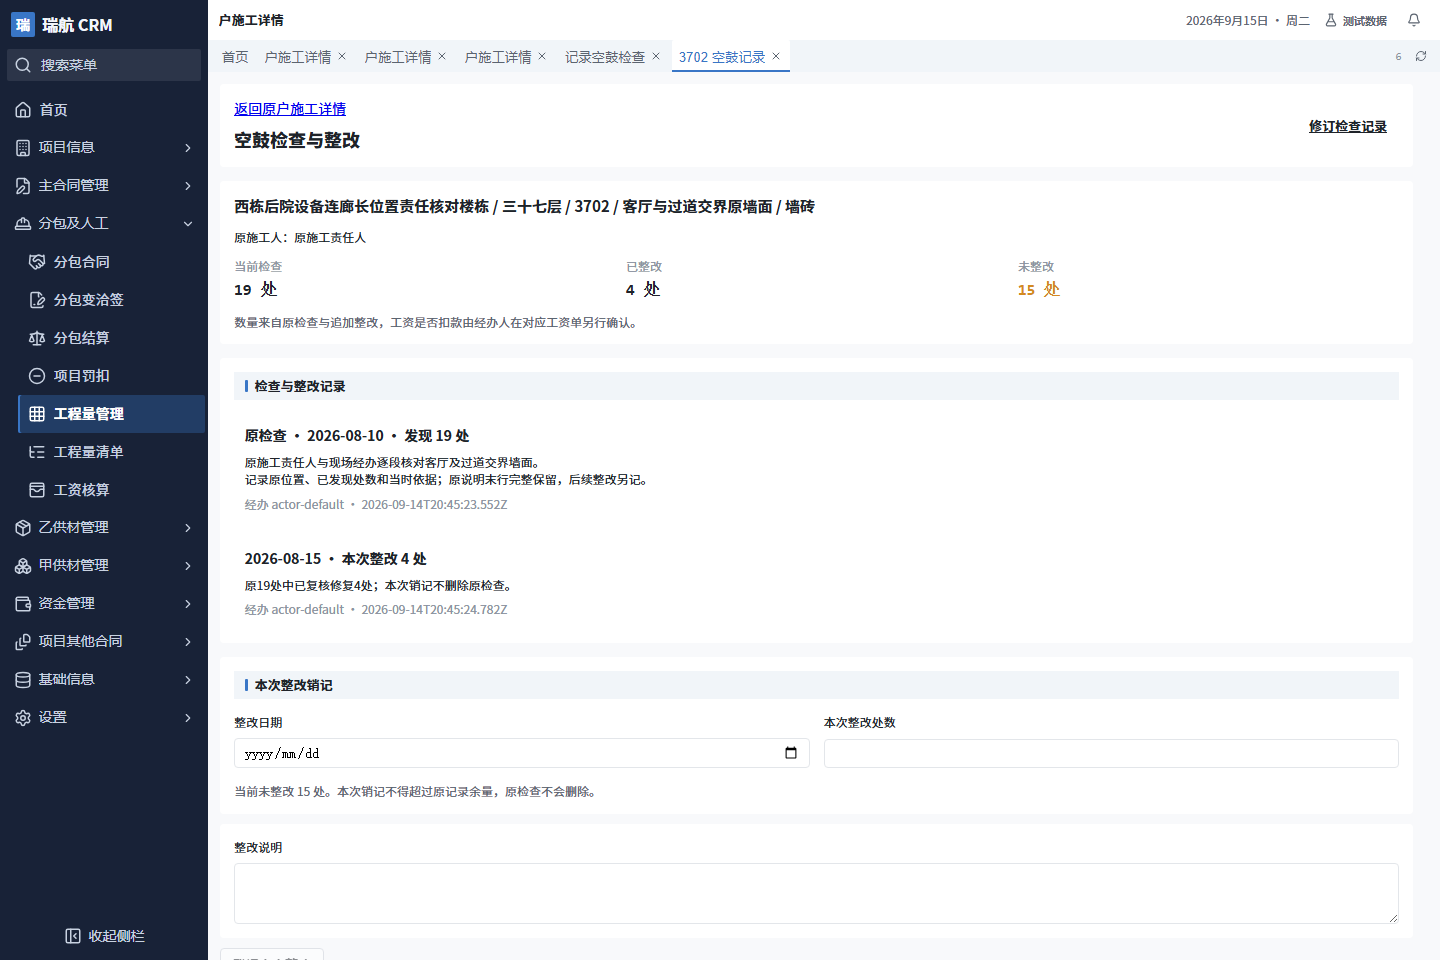 瑞 瑞航 CRM
搜索菜单
首页
项目信息
主合同管理
分包及人工
分包合同
分包变洽签
分包结算
项目罚扣
工程量管理
工程量清单
工资核算
乙供材管理
甲供材管理
资金管理
项目其他合同
基础信息
设置
收起侧栏
户施工详情
2026年9月15日 • 周二 测试数据
首页 户施工详情 户施工详情 户施工详情 记录空鼓检查 3702 空鼓记录 6
返回原户施工详情
空鼓检查与整改
修订检查记录
西栋后院设备连廊长位置责任核对楼栋 / 三十七层 / 3702 / 客厅与过道交界原墙面 / 墙砖
原施工人：原施工责任人
当前检查 已整改 未整改
19 处 4 处 15 处
数量来自原检查与追加整改，工资是否扣款由经办人在对应工资单另行确认。
检查与整改记录
原检查 • 2026-08-10 • 发现 19 处
原施工责任人与现场经办逐段核对客厅及过道交界墙面。
记录原位置、已发现处数和当时依据；原说明末行完整保留，后续整改另记。
经办 actor-default • 2026-09-14T20:45:23.552Z
2026-08-15 • 本次整改 4 处
原19处中已复核修复4处；本次销记不删除原检查。
经办 actor-default • 2026-09-14T20:45:24.782Z
本次整改销记
整改日期 本次整改处数
yyyy/mm/dd
当前未整改 15 处。本次销记不得超过原记录余量，原检查不会删除。
整改说明